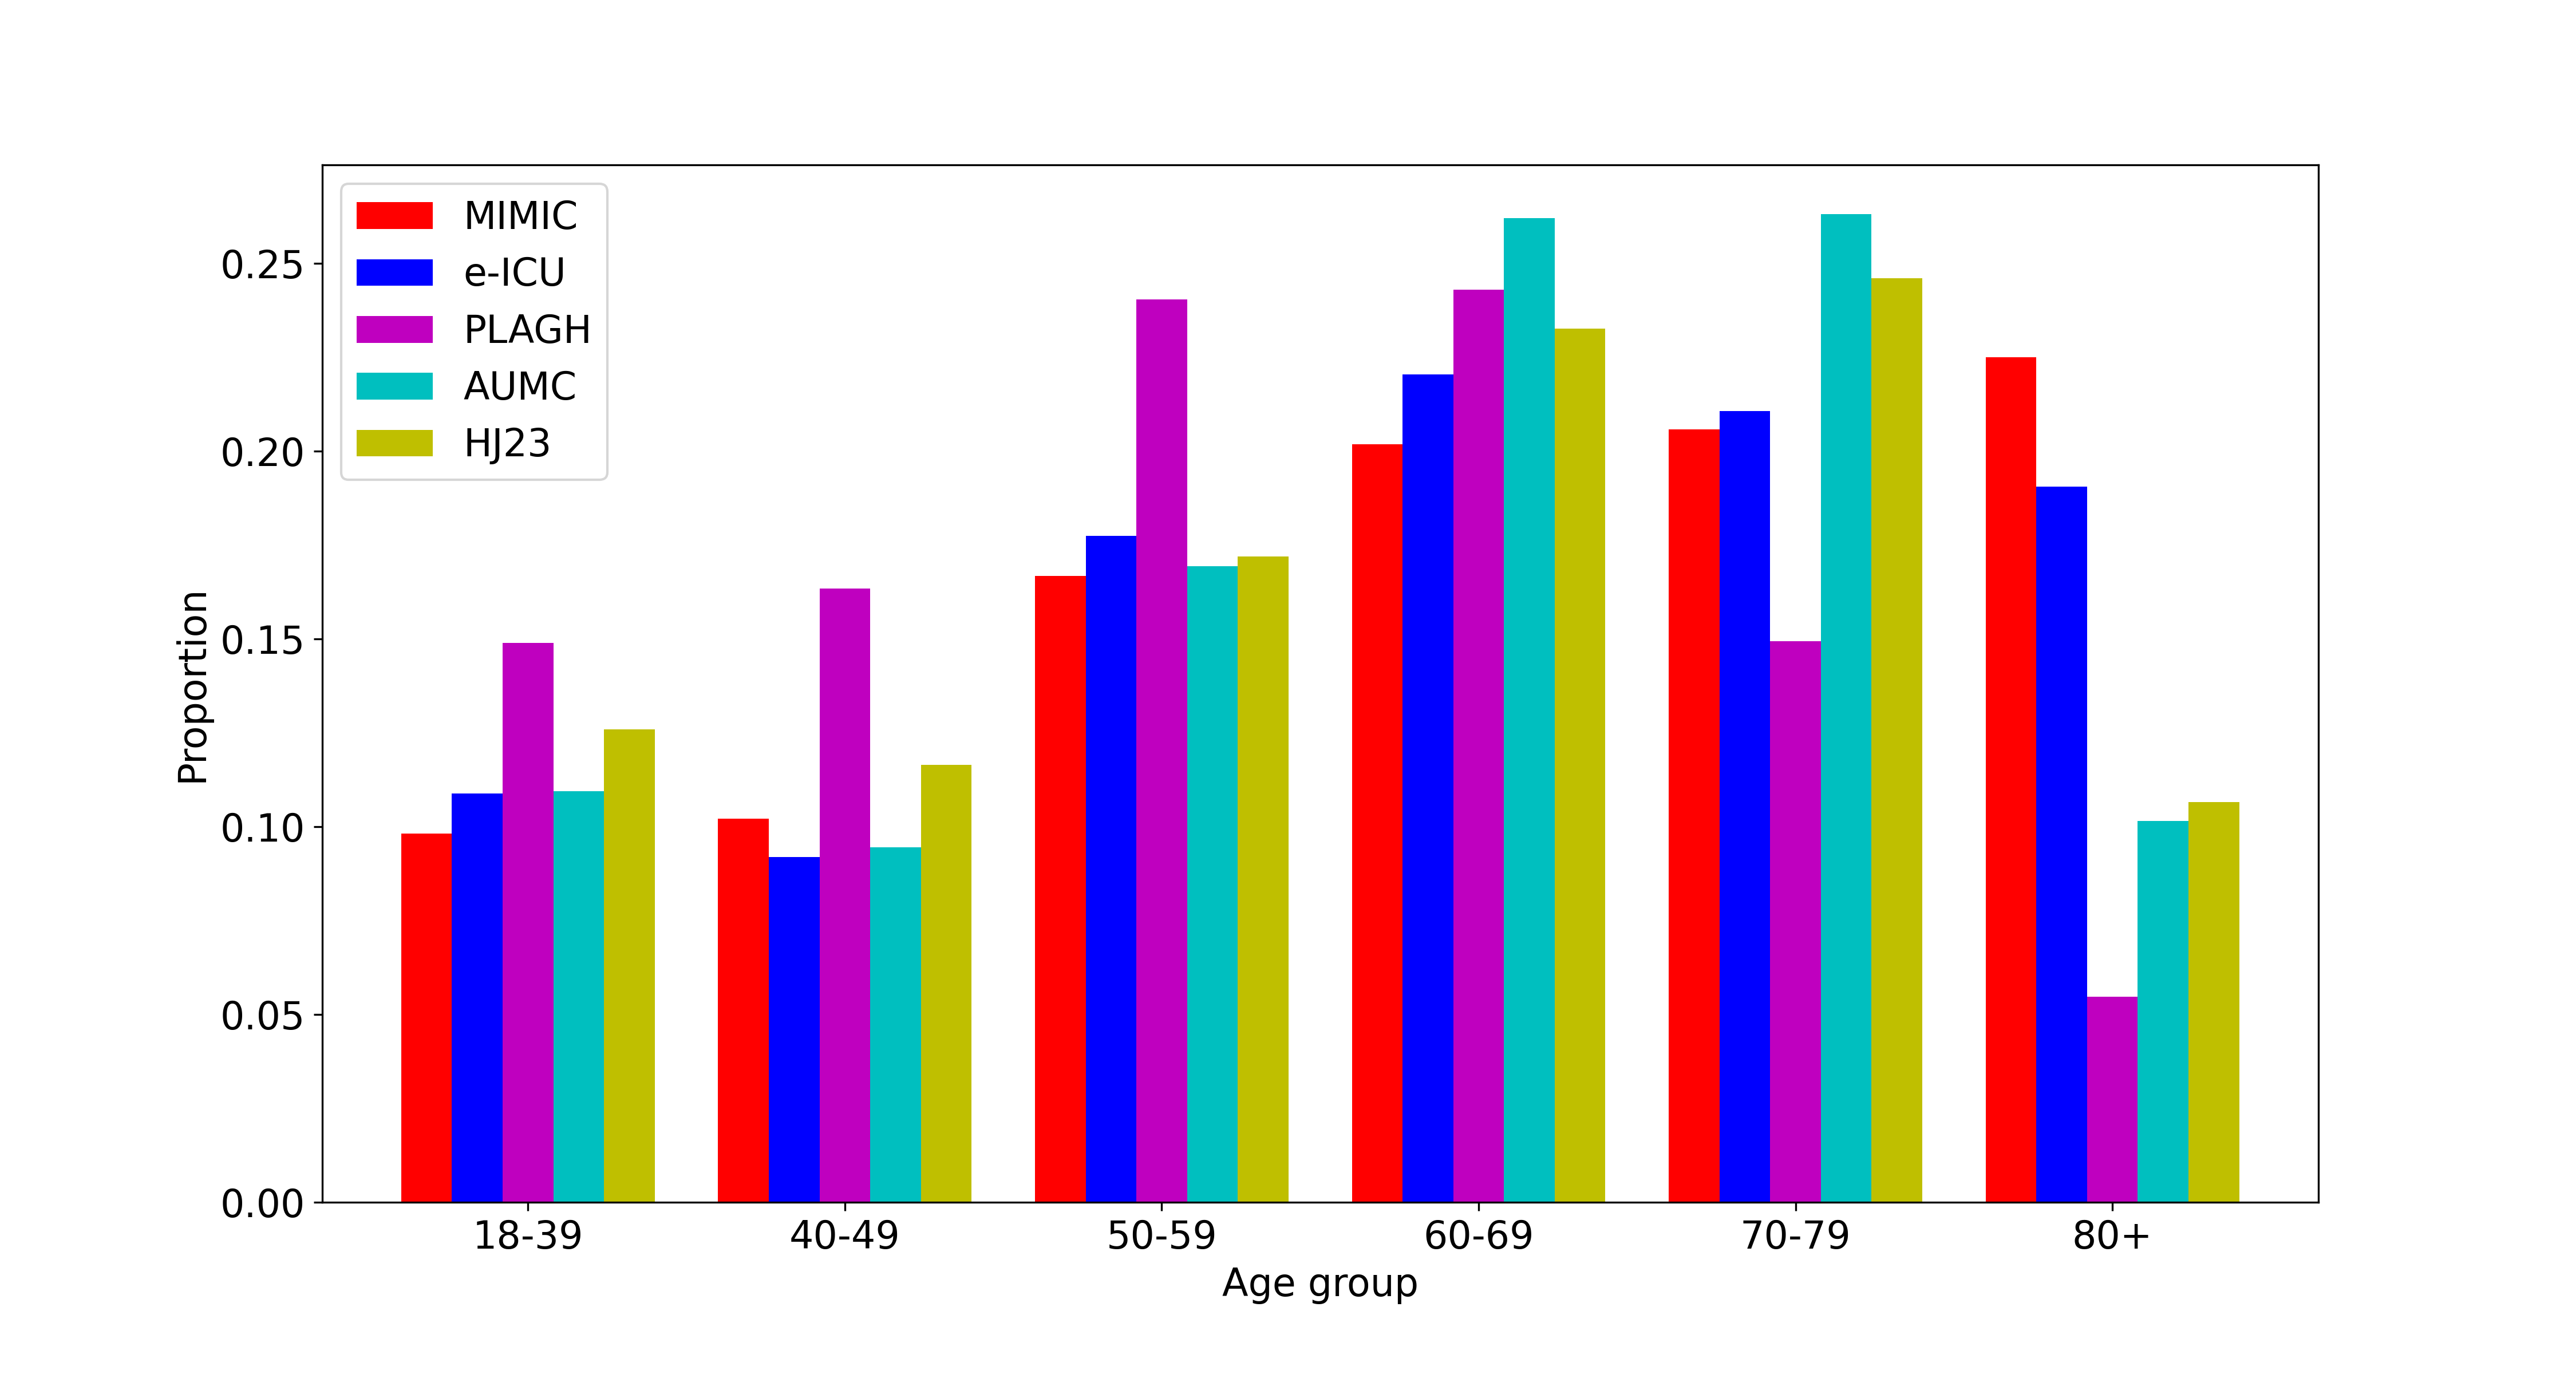 MIMIC
e-ICU
PLAGH
AUMC
HJ23
Proportion
0.25
0.20
0.15
0.10
0.05
0.00
18-39 40-49 50-59 60-69 70-79 80+
Age group